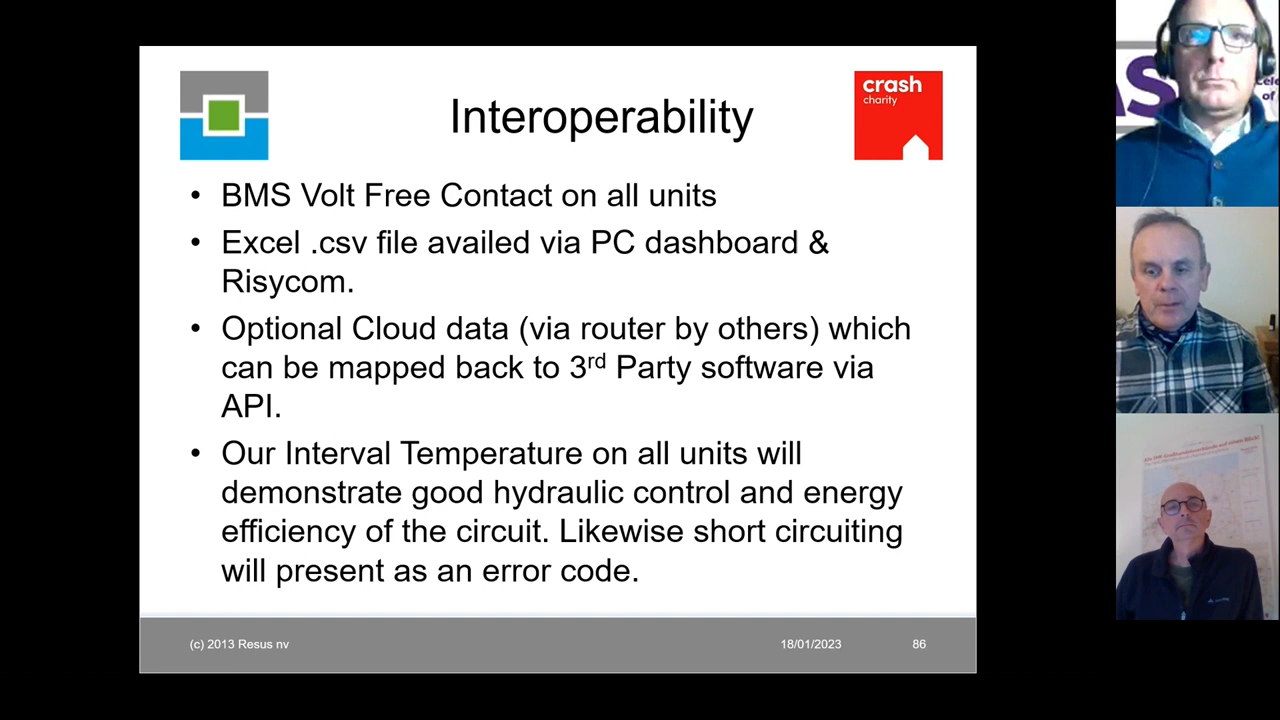 crash
charity
Interoperability
• BMS Volt Free Contact on all units
• Excel .csv file availed via PC dashboard &
Risycom.
• Optional Cloud data (via router by others) which
can be mapped back to 3rd Party software via
API.
• Our Interval Temperature on all units will
demonstrate good hydraulic control and energy
efficiency of the circuit. Likewise short circuiting
will present as an error code.
(c) 2013 Resus nv
18/01/2023
86
of